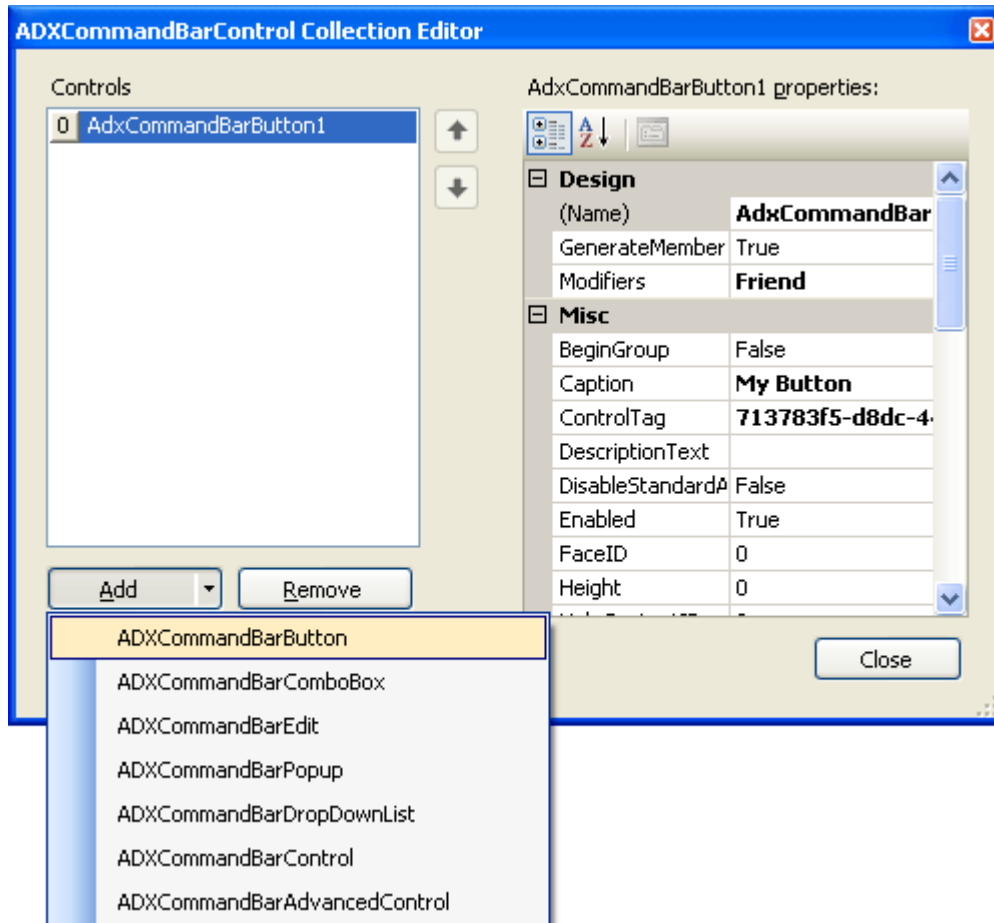 ADXCommandBarControl Collection Editor
Controls
0 AdxCommandBarButton1
AdxCommandBarButton1 properties:
A
Z
Design
(Name) AdxCommandBar
GenerateMember True
Modifiers Friend
Misc
BeginGroup False
Caption My Button
ControlTag 713783f5-d8dc-4
DescriptionText
DisableStandardA False
Enabled True
FaceID 0
Height 0
Add
Remove
ADXCommandBarButton
ADXCommandBarComboBox
ADXCommandBarEdit
ADXCommandBarPopup
ADXCommandBarDropDownList
ADXCommandBarControl
ADXCommandBarAdvancedControl
Close